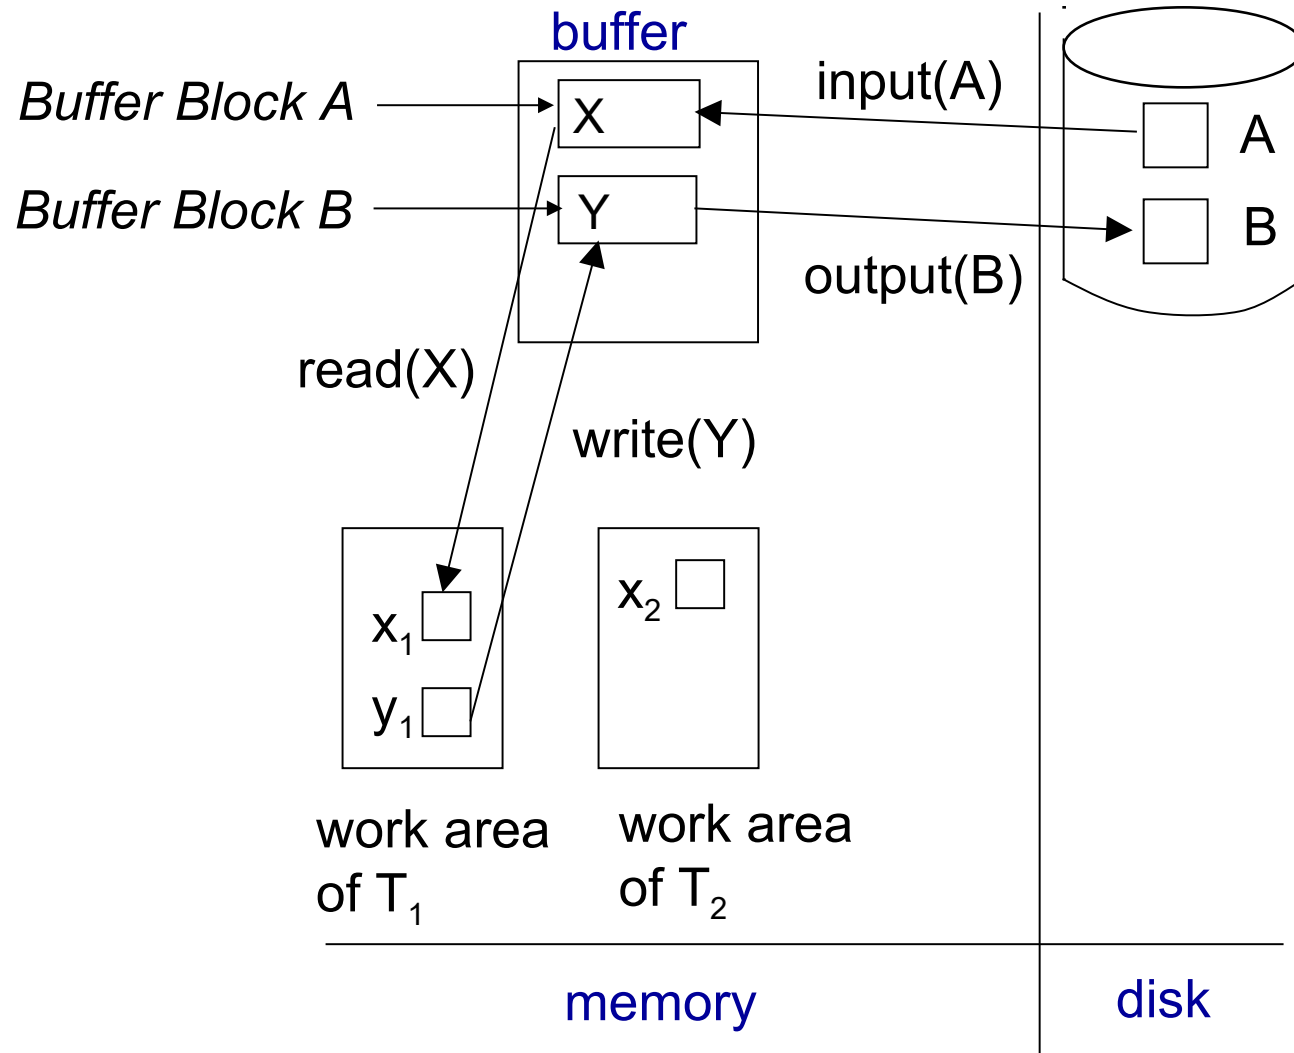 buffer
Buffer Block A
X
input(A)
A
Buffer Block B
Y
B
output(B)
read(X)
write(Y)
x₁
x₂
y₁
work area
of T₁
work area
of T₂
memory
disk